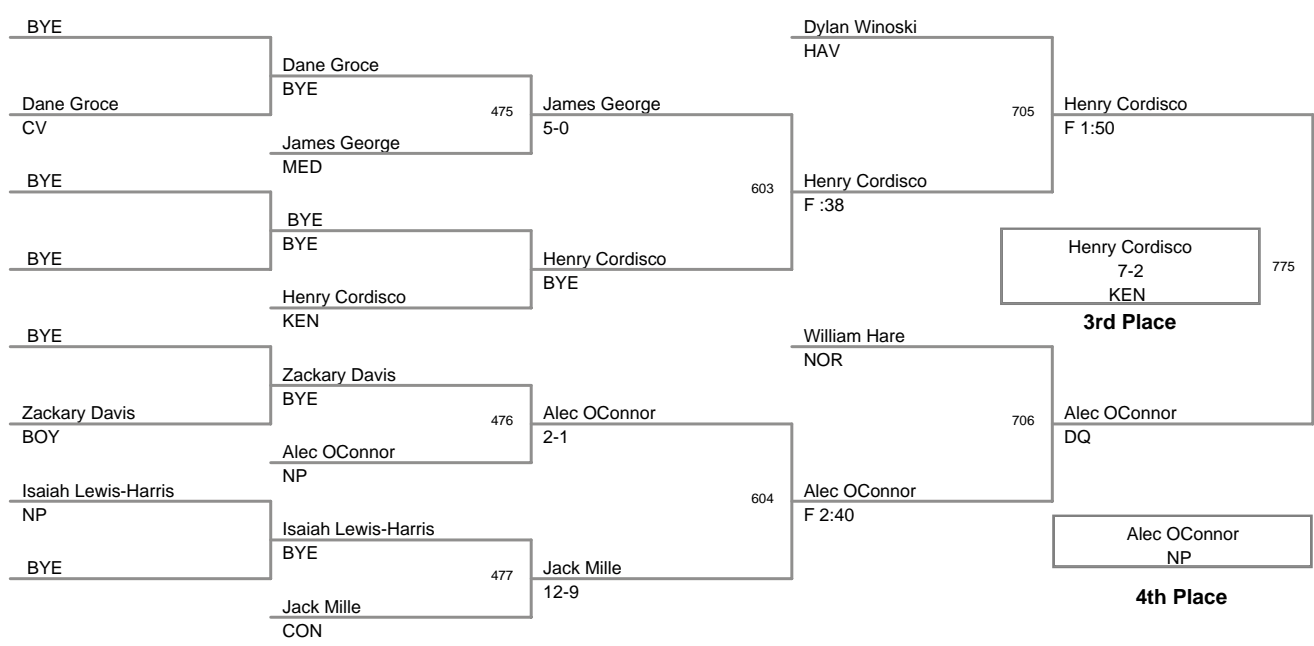 BYE
Dane Groce
CV
BYE
BYE
BYE
Zackary Davis
BOY
Isaiah Lewis-Harris
NP
BYE
Dane Groce
BYE
475
James George
MED
BYE
BYE
Henry Cordisco
KEN
Zackary Davis
BYE
476
Alec OConnor
NP
Isaiah Lewis-Harris
BYE
477
Jack Mille
CON
James George
5-0
603
Henry Cordisco
BYE
Alec OConnor
2-1
604
Jack Mille
12-9
Dylan Winoski
HAV
705
Henry Cordisco
F :38
William Hare
NOR
706
Alec OConnor
F 2:40
Henry Cordisco
F 1:50
775
Alec OConnor
DQ
Henry Cordisco
7-2
KEN
3rd Place
Alec OConnor
NP
4th Place